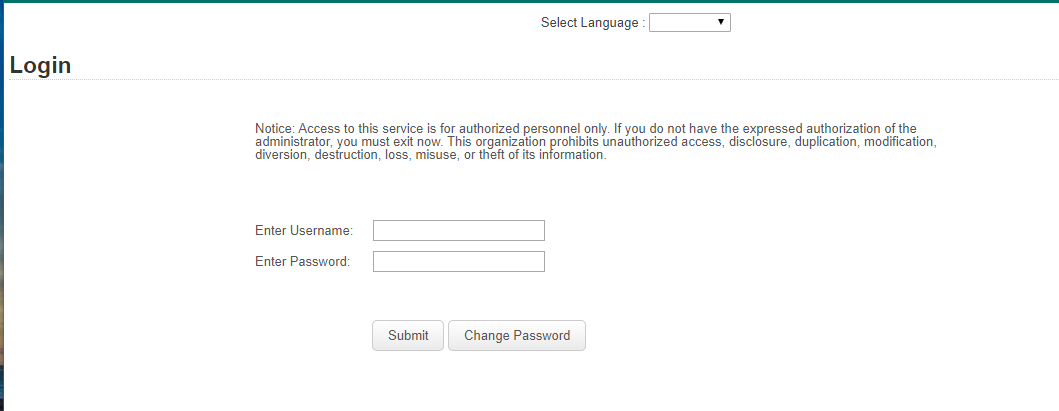 Select Language :
Login
Notice: Access to this service is for authorized personnel only. If you do not have the expressed authorization of the
administrator, you must exit now. This organization prohibits unauthorized access, disclosure, duplication, modification,
diversion, destruction, loss, misuse, or theft of its information.
Enter Username:
Enter Password:
Submit Change Password